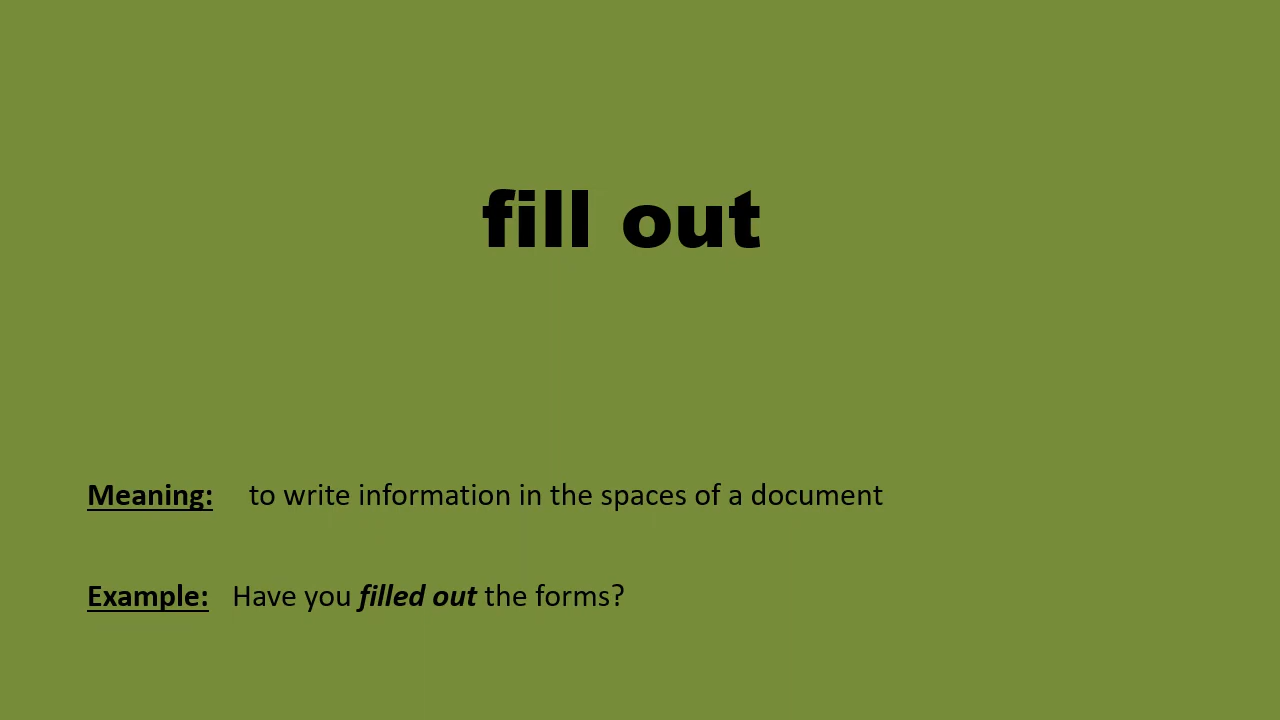 fill out
Meaning: to write information in the spaces of a document
Example: Have you filled out the forms?